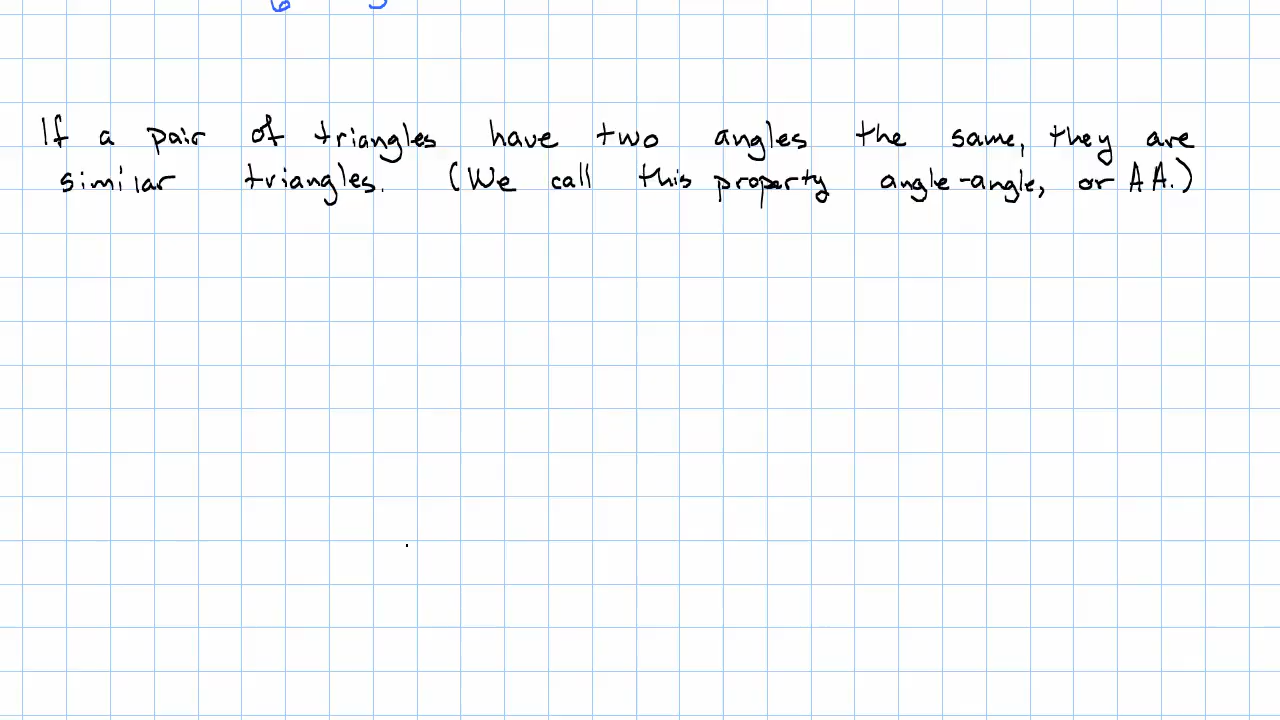 If a pair of triangles have two angles the same, they are
similar triangles. (We call this property angle-angle, or AA.)